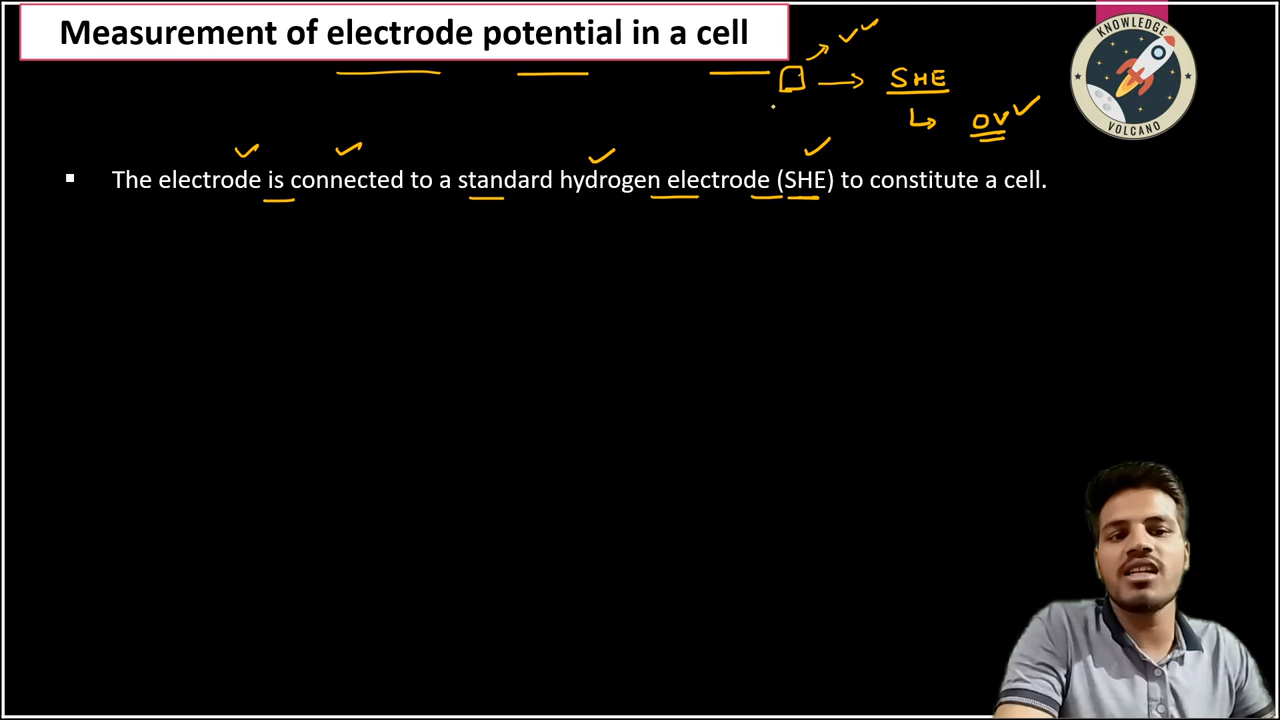 Measurement of electrode potential in a cell
SHE
0V
KNOWLEDGE
VOLCANO
▪ The electrode is connected to a standard hydrogen electrode (SHE) to constitute a cell.